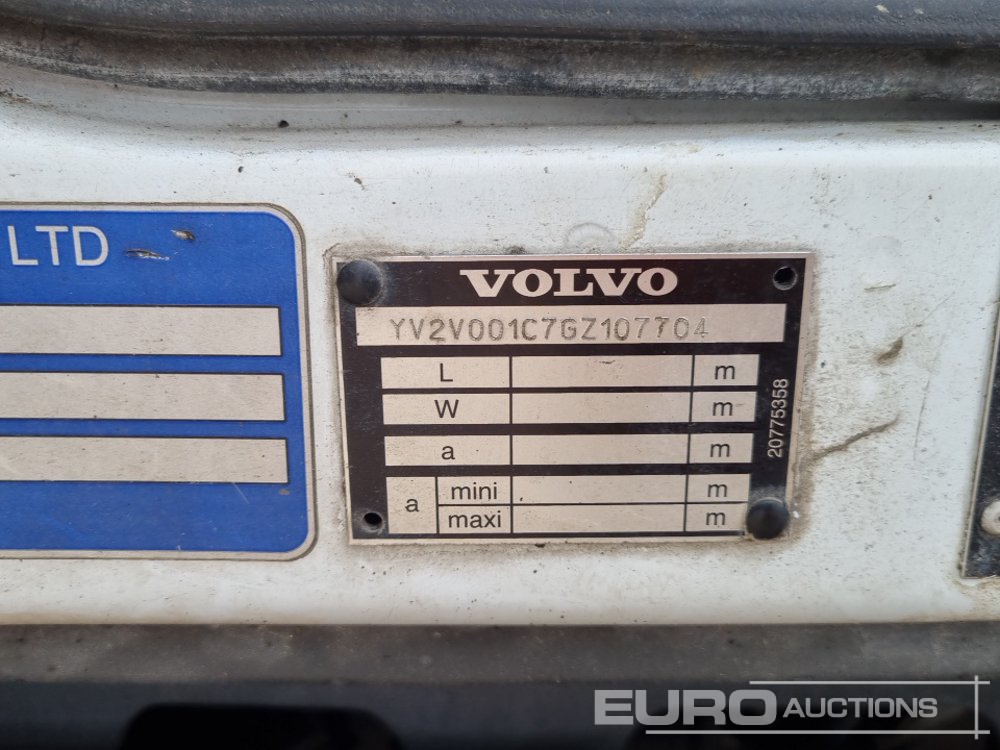 LTD
VOLVO
YV2V001C7GZ107704
L m
W m
a m
a mini m
maxi m
20775358
EURO AUCTIONS